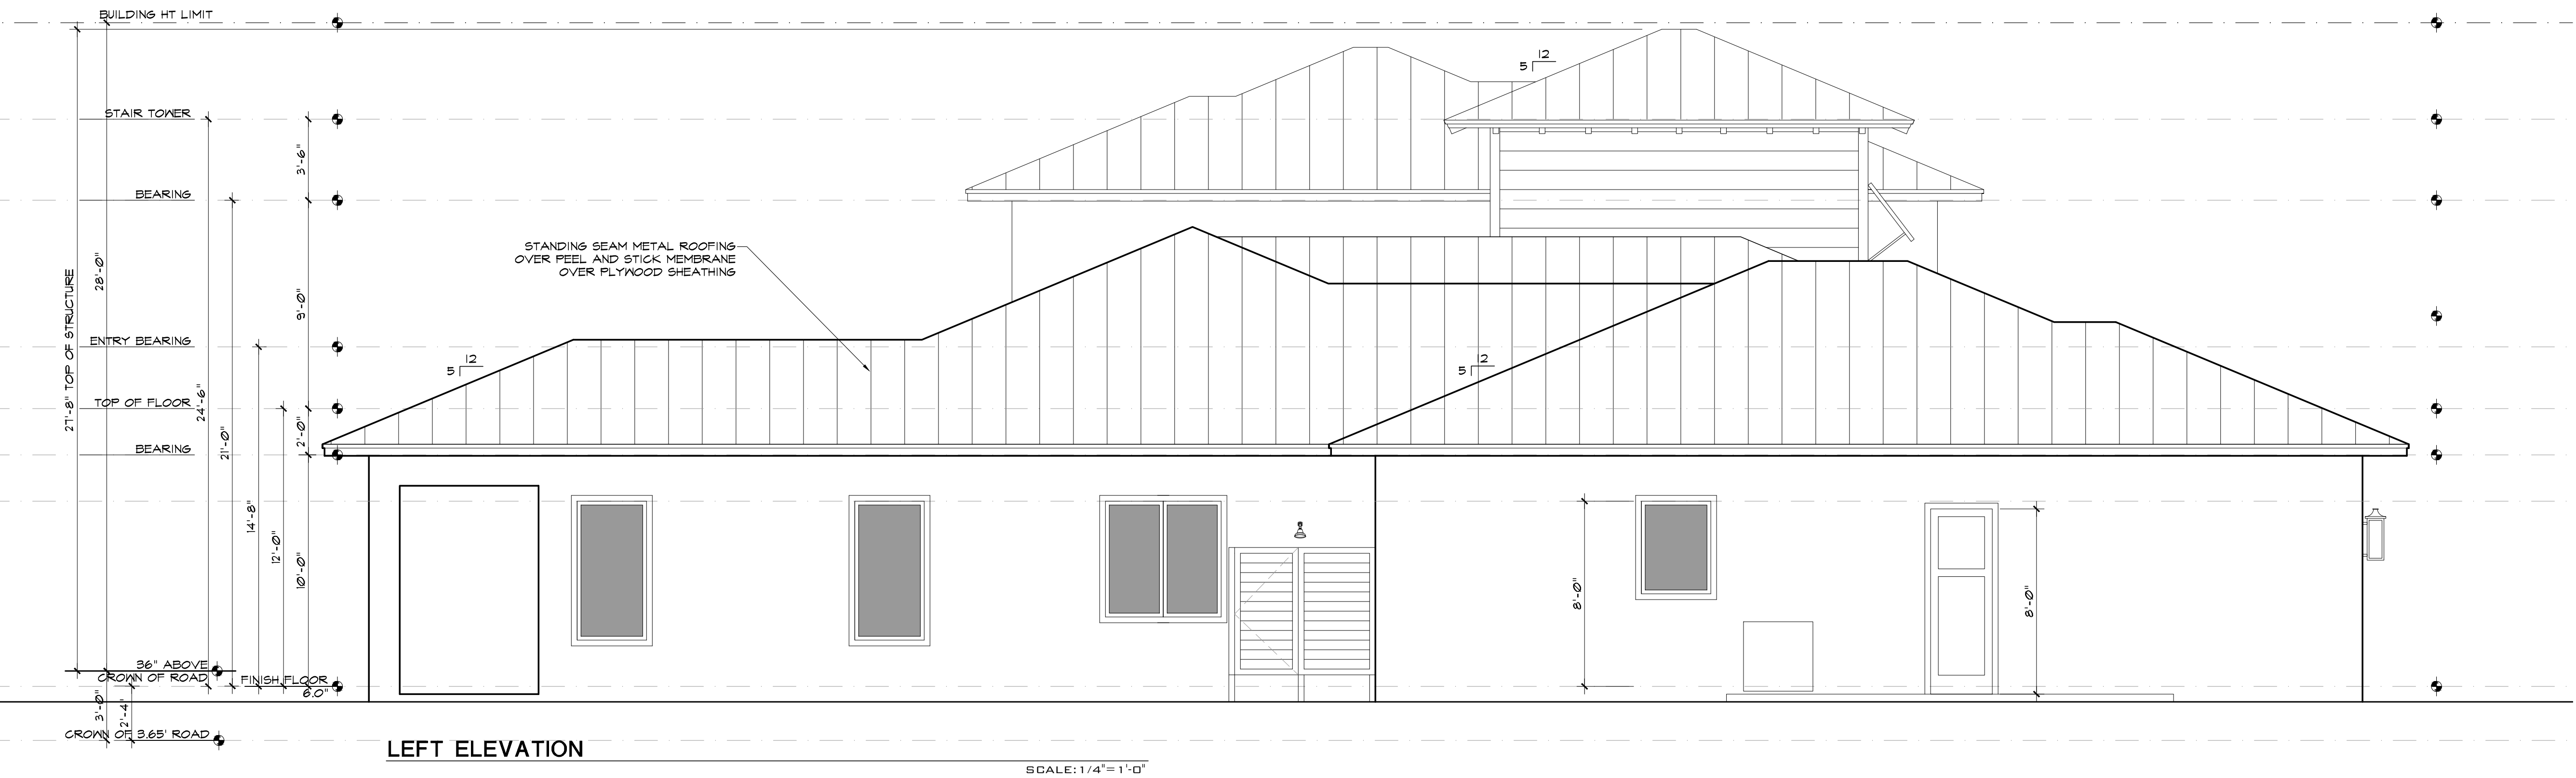 BUILDING HT LIMIT
12
5
STAIR TOWER
3'-6"
BEARING
STANDING SEAM METAL ROOFING
OVER PEEL AND STICK MEMBRANE
OVER PLYWOOD SHEATHING
28'-0"
27'-8" TOP OF STRUCTURE
9'-0"
ENTRY BEARING
12
5
12
5
TOP OF FLOOR
24'-6"
21'-0"
2'-0"
BEARING
14'-8"
12'-0"
10'-0"
8'-0"
8'-0"
36" ABOVE
CROWN OF ROAD
FINISH FLOOR
6.0"
3'-0"
2'-4"
CROWN OF 3.65' ROAD
LEFT ELEVATION
SCALE:1/4"=1'-0"